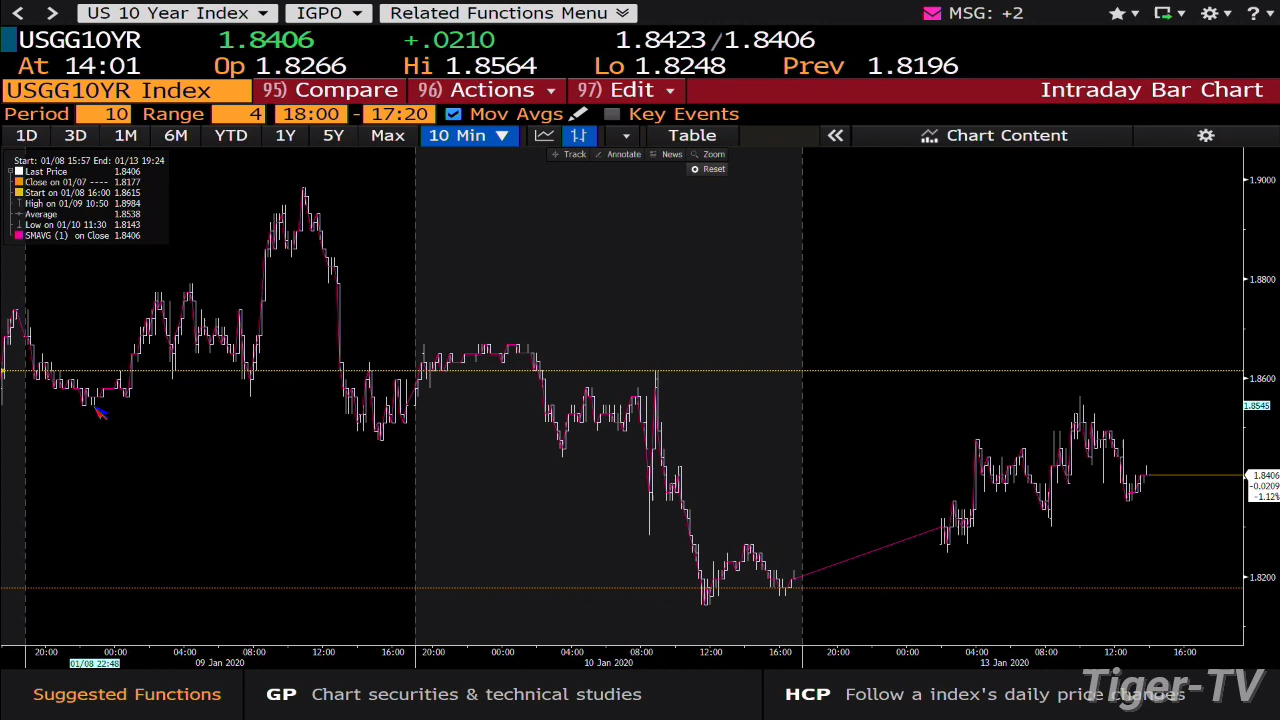 US 10 Year Index IGPO Related Functions Menu MSG: +2 ?
USGG10YR 1.8406 +.0210 1.8423/1.8406
At 14:01 Op 1.8266 Hi 1.8564 Lo 1.8248 Prev 1.8196
USGG10YR Index 95) Compare 96) Actions 97) Edit Intraday Bar Chart
Period 10 Range 4 18:00 - 17:20 Mov Avgs Key Events
1D 3D 1M 6M YTD 1Y 5Y Max 10 Min Table Chart Content
Track Annotate News Zoom
Reset
Start: 01/08 15:57 End: 01/13 19:24
Last Price 1.8406
Close on 01/07 ---- 1.8177
Start on 01/08 16:00 1.8615
High on 01/09 10:50 1.8984
Average 1.8538
Low on 01/10 11:30 1.8143
SMAVG (1) on Close 1.8406
1.9000
1.8800
1.8600
1.8545
1.8406
-0.0209
-1.12%
1.8200
20:00 00:00 04:00 08:00 12:00 16:00 20:00 00:00 04:00 08:00 12:00 16:00 20:00 00:00 04:00 08:00 12:00 16:00
01/08 22:48 09 Jan 2020 10 Jan 2020 13 Jan 2020
Suggested Functions GP Chart securities & technical studies HCP Follow a index's daily price changes
Tiger-TV